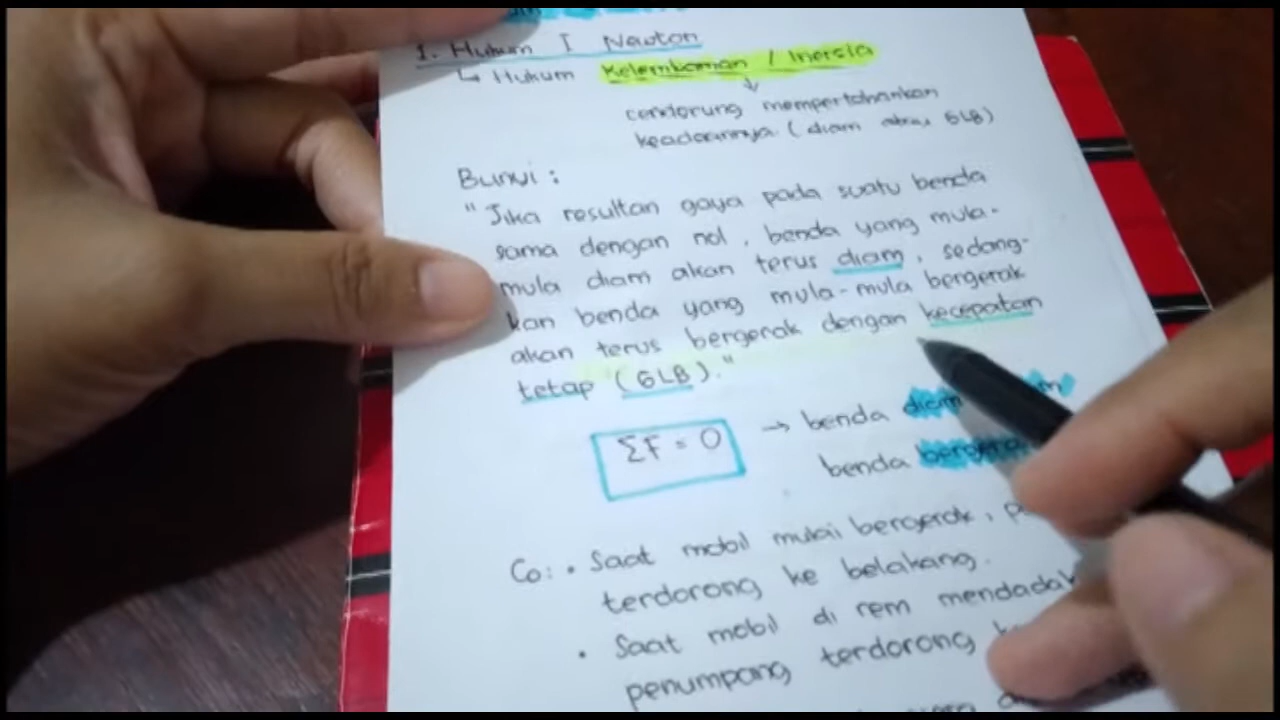 1. Hukum I Newton
↳ Hukum Kelembaman / Inersia
↓
cenderung mempertahankan
keadaannya. (diam atau GLB)
Bunyi :
"Jika resultan gaya pada suatu benda
sama dengan nol, benda yang mula-
mula diam akan terus diam, sedang-
kan benda yang mula-mula bergerak
akan terus bergerak dengan kecepatan
tetap (GLB)."
ΣF = 0 → benda diam
benda
Co: • Saat mobil mulai bergerak,
terdorong ke belakang.
• Saat mobil di rem mendadak
penumpang terdorong